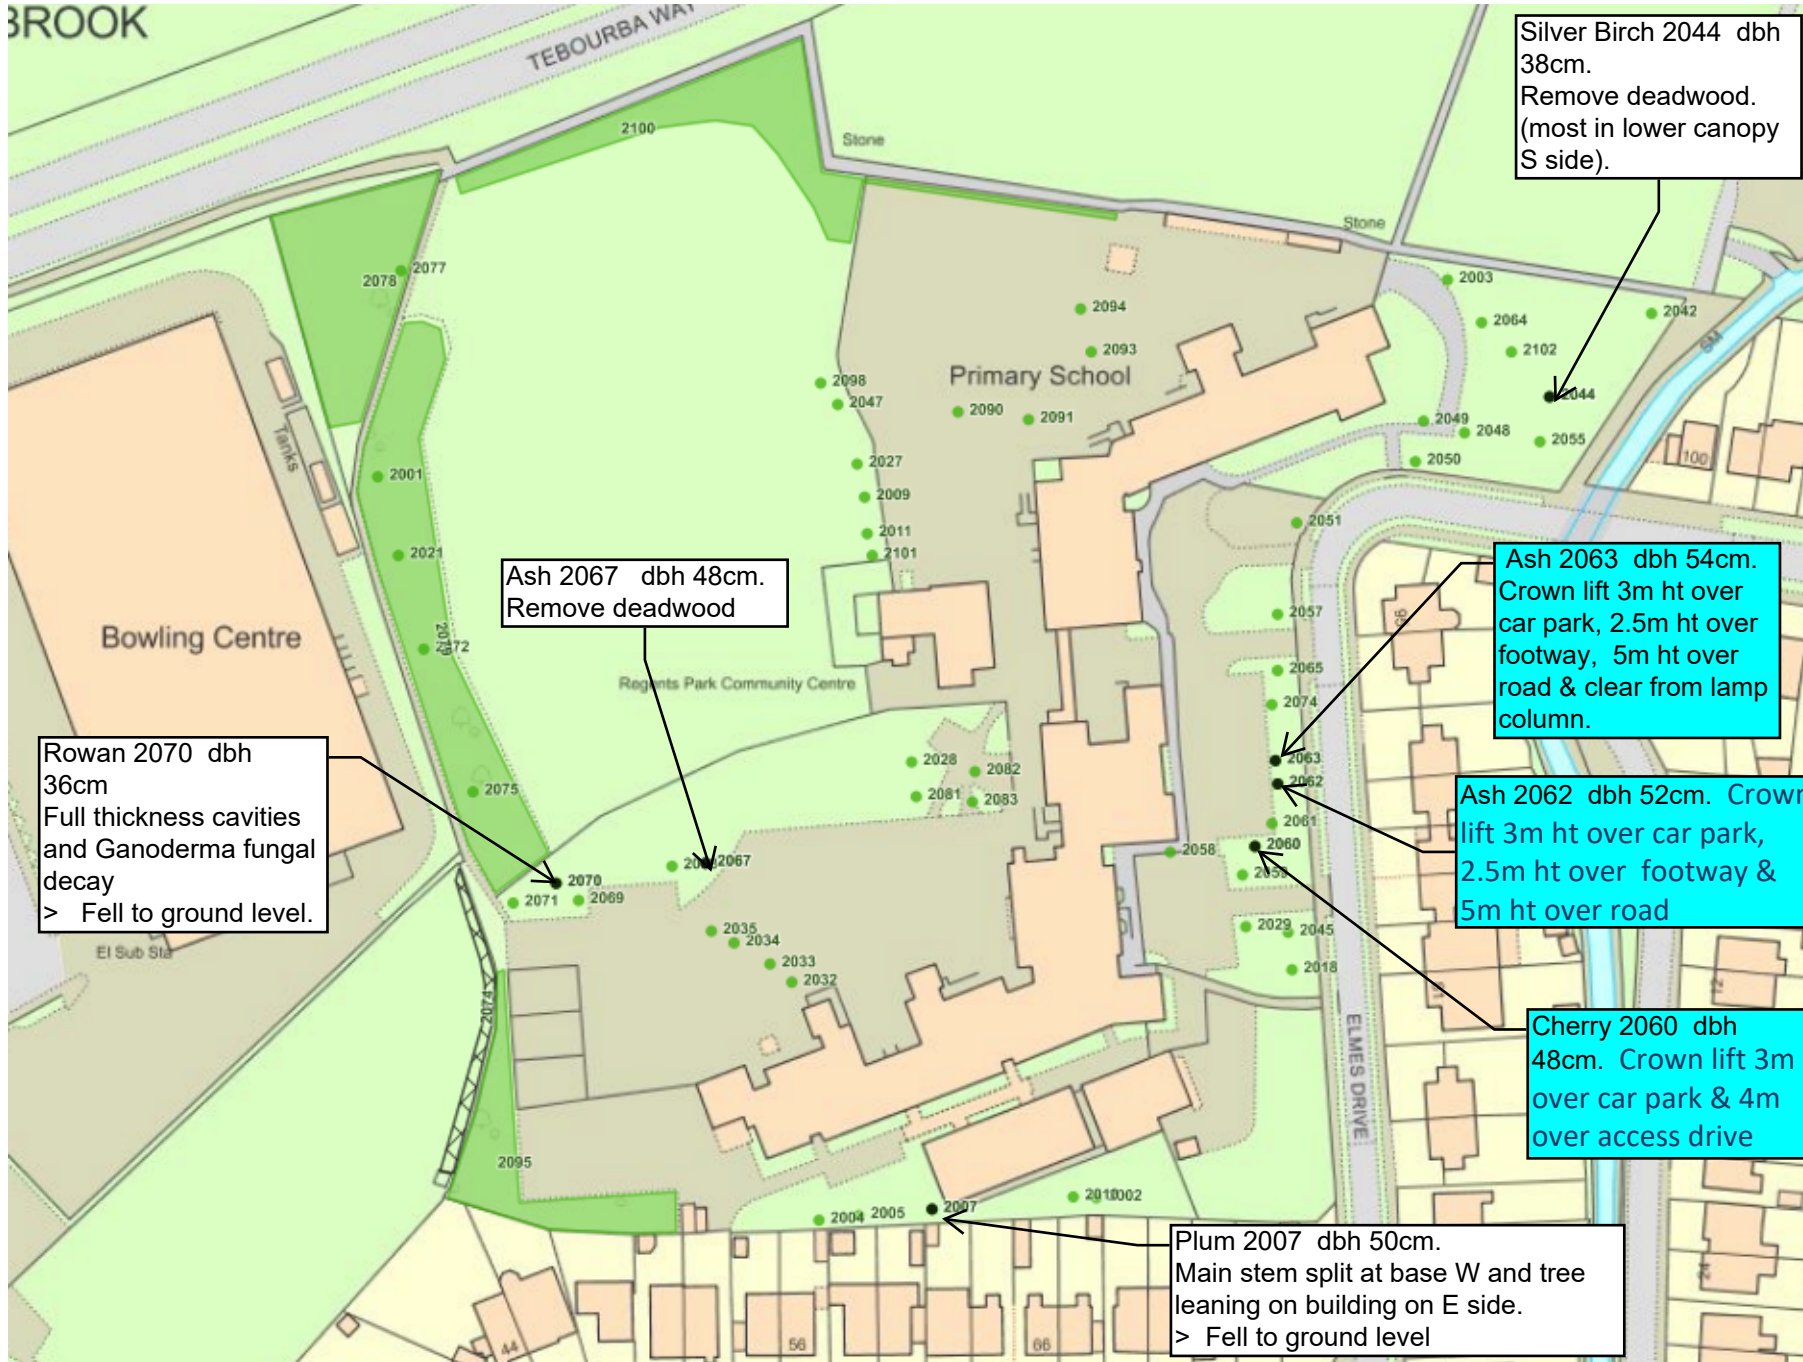 BROOK
TEBOURBA WAY
Silver Birch 2044 dbh
38cm.
Remove deadwood.
(most in lower canopy
S side).
2100
Stone
Stone
2078
2077
2003
2042
2064
2102
2094
2093
SM
Primary School
2098
2047
2090
2091
2044
2049
2048
2055
2050
100
Tanks
2001
2027
2009
2011
2101
2051
2021
Ash 2067 dbh 48cm.
Remove deadwood
Ash 2063 dbh 54cm.
Crown lift 3m ht over
car park, 2.5m ht over
footway, 5m ht over
road & clear from lamp
column.
2057
Bowling Centre
2079
Regents Park Community Centre
2065
2074
Rowan 2070 dbh
36cm
Full thickness cavities
and Ganoderma fungal
decay
> Fell to ground level.
2028
2082
2081
2083
2063
2062
2061
2075
Ash 2062 dbh 52cm. Crown
lift 3m ht over car park,
2.5m ht over footway &
5m ht over road
2067
2058
2060
2070
2071
2069
2035
2034
2033
2032
2029
2045
2018
El Sub Sta
2074
72
ELMES DRIVE
Cherry 2060 dbh
48cm. Crown lift 3m
over car park & 4m
over access drive
2095
2004
2005
2007
2010
Plum 2007 dbh 50cm.
Main stem split at base W and tree
leaning on building on E side.
> Fell to ground level
24
44
56
66